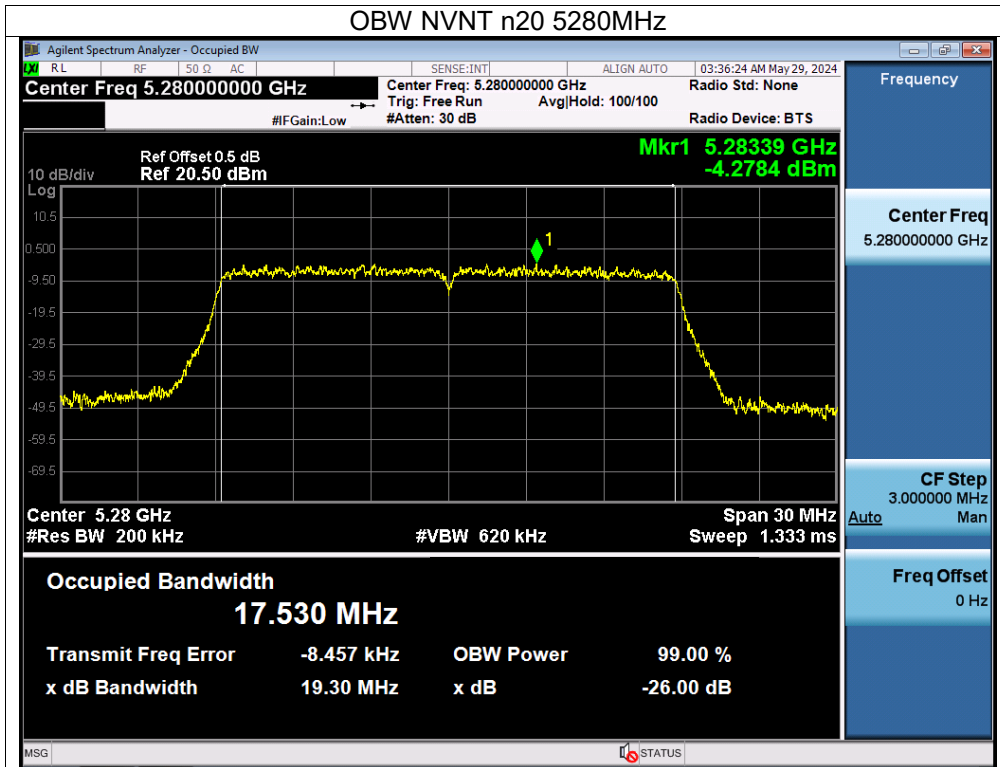 OBW NVNT n20 5280MHz
Agilent Spectrum Analyzer - Occupied BW
LXI RL RF 50 Ω AC SENSE:INT ALIGN AUTO 03:36:24 AM May 29, 2024
Center Freq 5.280000000 GHz
Center Freq: 5.280000000 GHz Radio Std: None
Trig: Free Run Avg|Hold: 100/100
#IFGain:Low #Atten: 30 dB Radio Device: BTS
Mkr1 5.28339 GHz
-4.2784 dBm
Ref Offset 0.5 dB
10 dB/div Ref 20.50 dBm
Log
10.5
0.500
-9.50
-19.5
-29.5
-39.5
-49.5
-59.5
-69.5
1
Center 5.28 GHz Span 30 MHz
#Res BW 200 kHz #VBW 620 kHz Sweep 1.333 ms
Occupied Bandwidth
17.530 MHz
Transmit Freq Error -8.457 kHz OBW Power 99.00 %
x dB Bandwidth 19.30 MHz x dB -26.00 dB
Frequency
Center Freq
5.280000000 GHz
CF Step
3.000000 MHz
Auto Man
Freq Offset
0 Hz
MSG STATUS